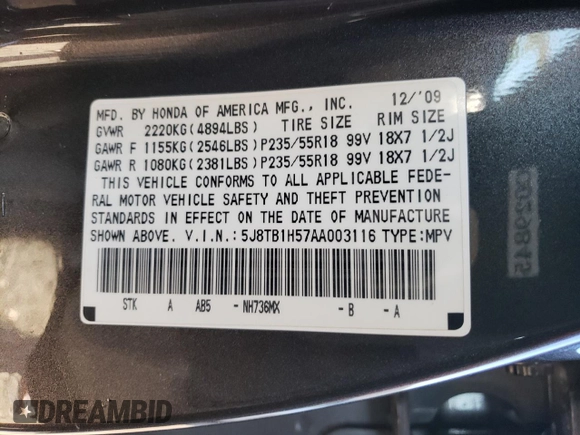 MFD. BY HONDA OF AMERICA MFG., INC. 12/'09
GVWR 2220KG(4894LBS) TIRE SIZE RIM SIZE
GAWR F 1155KG(2546LBS)P235/55R18 99V 18X7 1/2J
GAWR R 1080KG(2381LBS)P235/55R18 99V 18X7 1/2J
THIS VEHICLE CONFORMS TO ALL APPLICABLE FEDE-
RAL MOTOR VEHICLE SAFETY AND THEFT PREVENTION
STANDARDS IN EFFECT ON THE DATE OF MANUFACTURE
SHOWN ABOVE. V.I.N.:5J8TB1H57AA003116 TYPE:MPV
STK A AB5 -NH736MX -B -A
DREAMBID